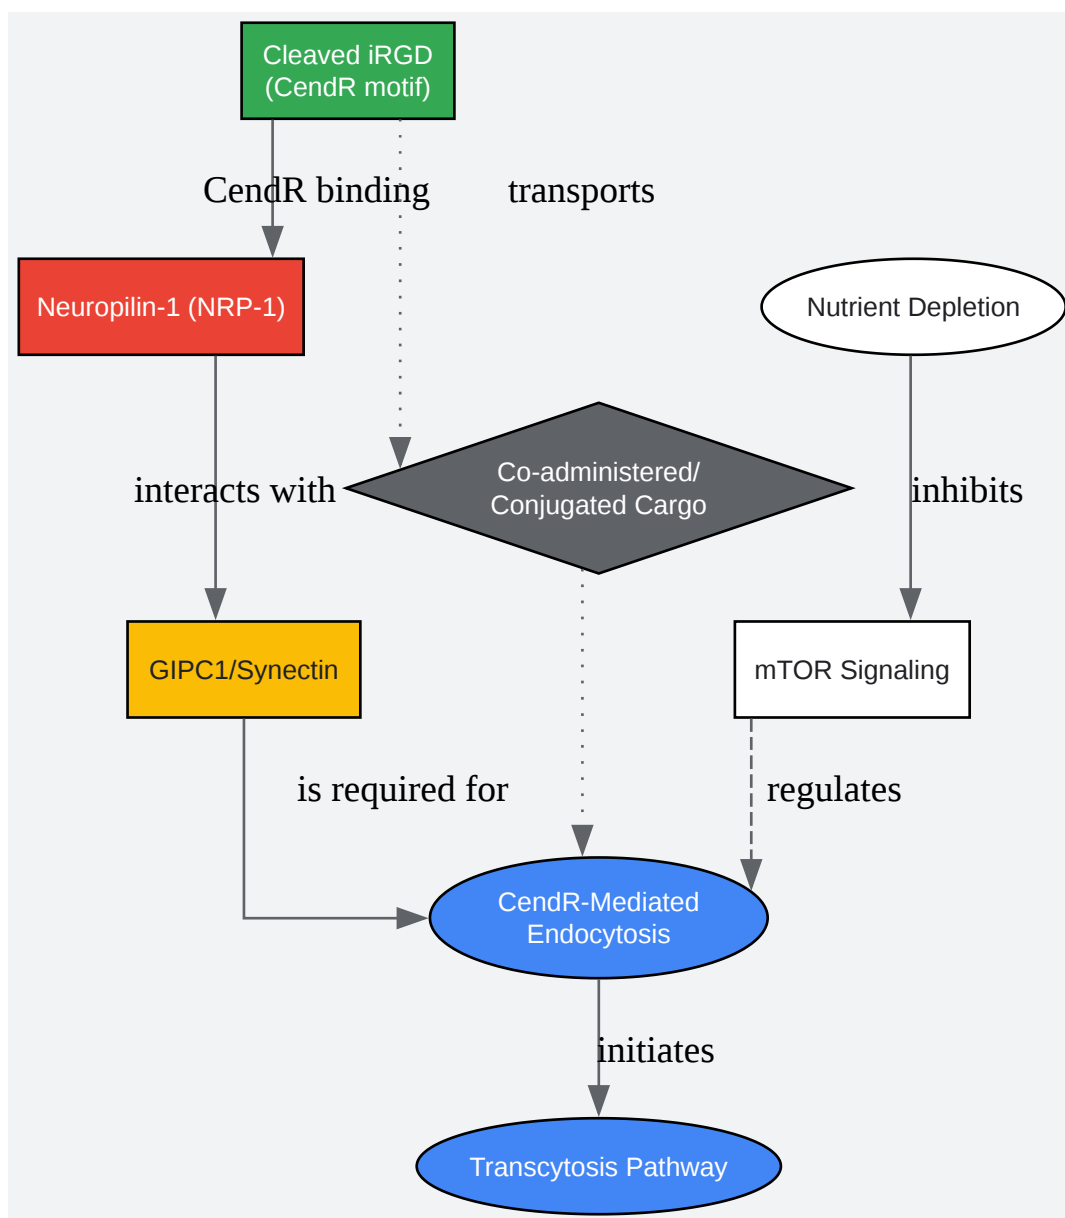 Cleaved iRGD
(CendR motif)
CendR binding
transports
Neuropilin-1 (NRP-1)
Nutrient Depletion
Co-administered/
Conjugated Cargo
interacts with
inhibits
GIPC1/Synectin
mTOR Signaling
is required for
regulates
CendR-Mediated
Endocytosis
initiates
Transcytosis Pathway